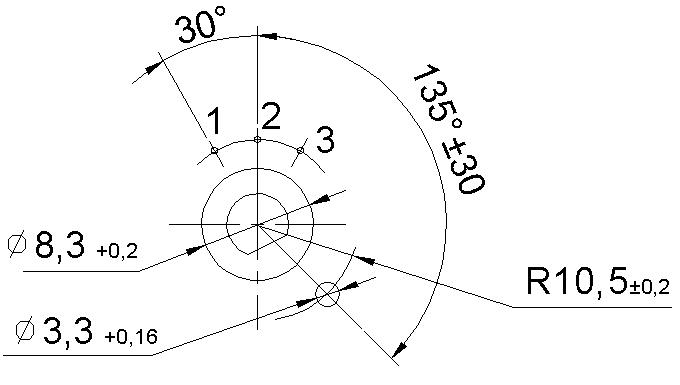 30°
135° ±30
1 2 3
⌀ 8,3 +0,2
R10,5±0,2
⌀ 3,3 +0,16